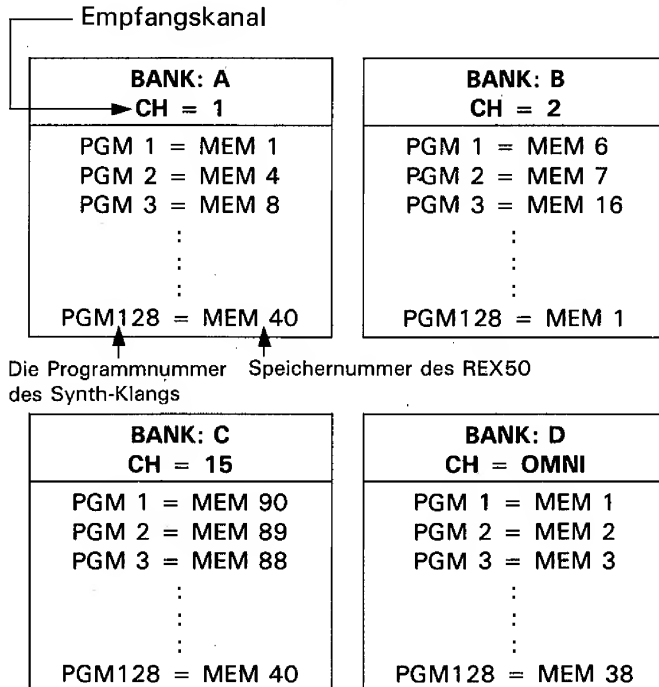 Empfangskanal
BANK: A
CH = 1
PGM 1 = MEM 1
PGM 2 = MEM 4
PGM 3 = MEM 8
:
:
:
PGM128 = MEM 40
BANK: B
CH = 2
PGM 1 = MEM 6
PGM 2 = MEM 7
PGM 3 = MEM 16
:
:
:
PGM128 = MEM 1
Die Programmnummer
des Synth-Klangs
Speichernummer des REX50
BANK: C
CH = 15
PGM 1 = MEM 90
PGM 2 = MEM 89
PGM 3 = MEM 88
:
:
:
PGM128 = MEM 40
BANK: D
CH = OMNI
PGM 1 = MEM 1
PGM 2 = MEM 2
PGM 3 = MEM 3
:
:
:
PGM128 = MEM 38